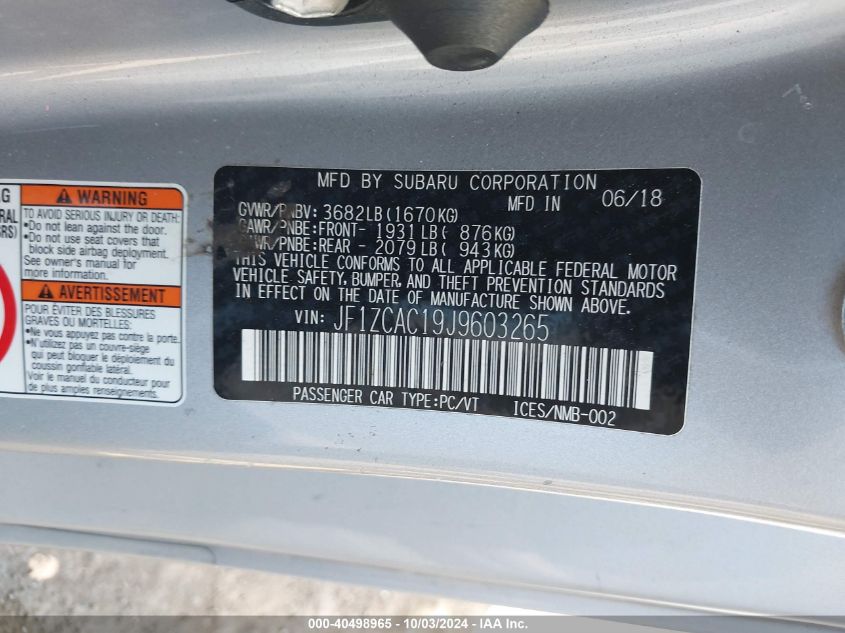 NG
RAL
RS)
WARNING
TO AVOID SERIOUS INJURY OR DEATH:
•Do not lean against the door.
•Do not use seat covers that
block side airbag deployment.
See owner's manual for
more information.
AVERTISSEMENT
POUR ÉVITER DES BLESSURES
GRAVES OU MORTELLES:
•Ne vous appuyez pas contre la porte.
•N'utilisez pas un couvre-siège
qui peut bloquer le déploiement du
coussin gonflable latéral.
Voir le manuel du conducteur pour
de plus amples renseignements.
MFD BY SUBARU CORPORATION
MFD IN 06/18
GVWR/PNBV: 3682LB(1670KG)
GAWR/PNBE:FRONT- 1931LB( 876KG)
GAWR/PNBE:REAR - 2079LB( 943KG)
THIS VEHICLE CONFORMS TO ALL APPLICABLE FEDERAL MOTOR
VEHICLE SAFETY, BUMPER, AND THEFT PREVENTION STANDARDS
IN EFFECT ON THE DATE OF MANUFACTURE SHOWN ABOVE.
VIN: JF1ZCAC19J9603265
PASSENGER CAR TYPE:PC/VT ICES/NMB-002
000-40498965 - 10/03/2024 - IAA, Inc.